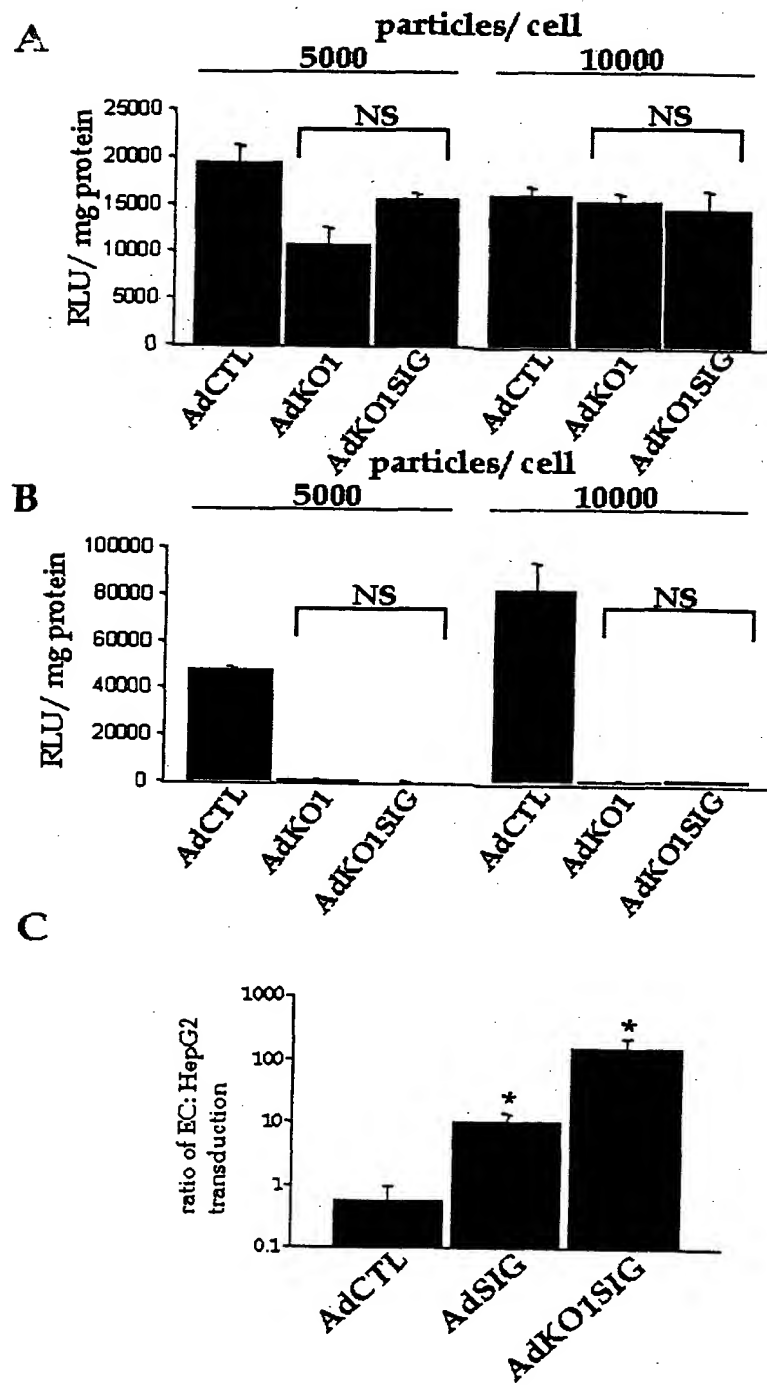 A
particles/ cell
5000 10000
RLU/ mg protein
25000
20000
15000
10000
5000
0
NS NS
AdCTL AdKO1 AdKO1SIG AdCTL AdKO1 AdKO1SIG
B
particles/ cell
5000 10000
RLU/ mg protein
100000
80000
60000
40000
20000
0
NS NS
AdCTL AdKO1 AdKO1SIG AdCTL AdKO1 AdKO1SIG
C
ratio of EC: HepG2
transduction
1000
100
10
1
0.1
* *
AdCTL AdSIG AdKO1SIG